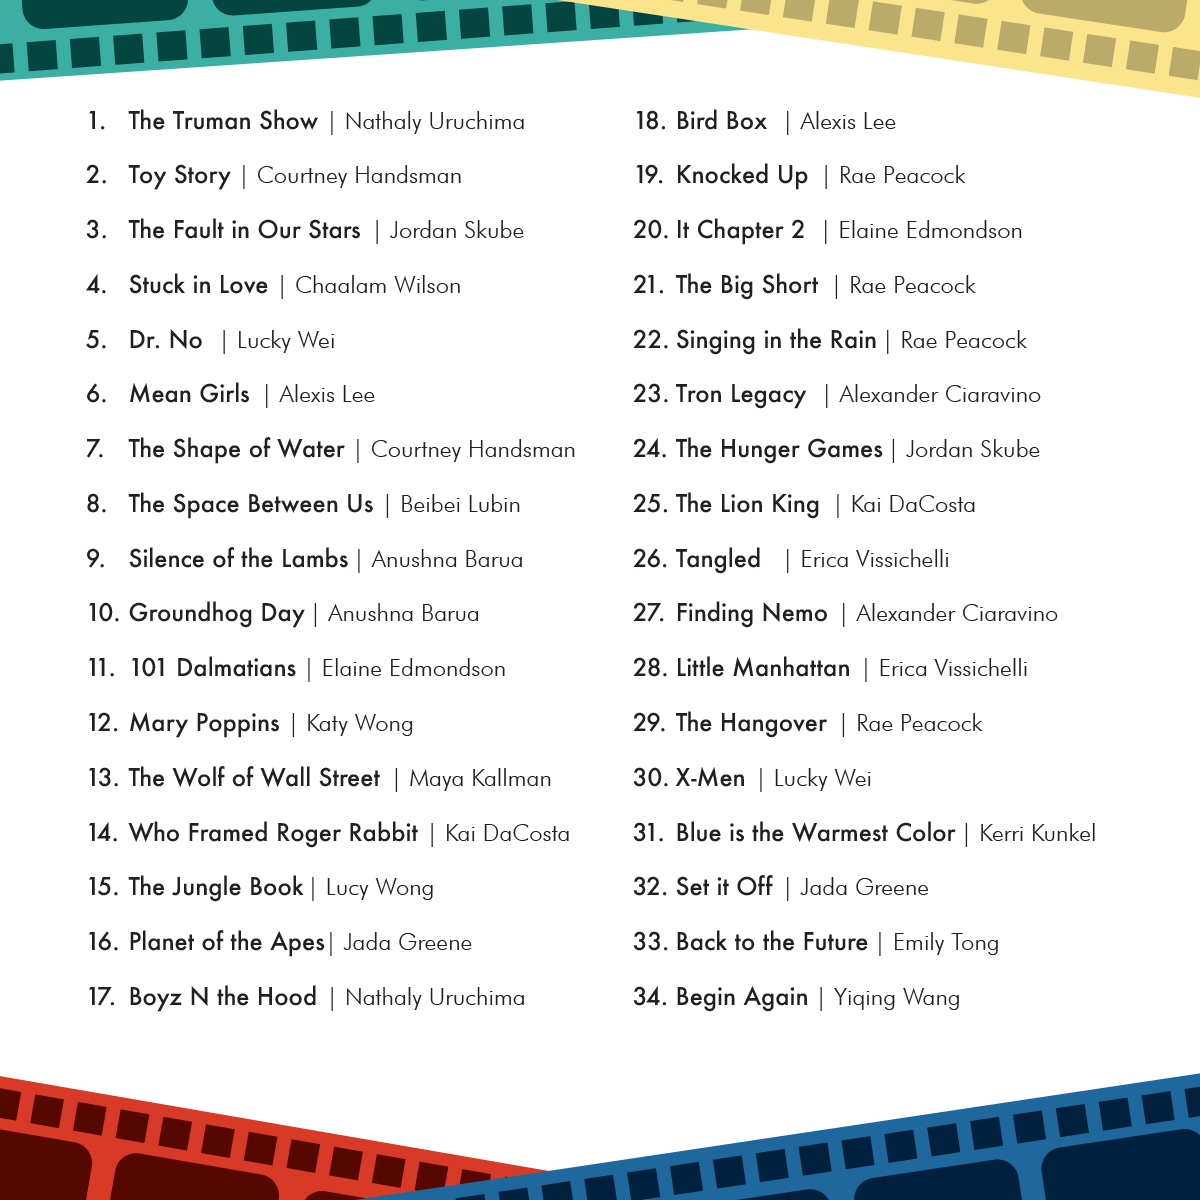 1. The Truman Show | Nathaly Uruchima
2. Toy Story | Courtney Handsman
3. The Fault in Our Stars | Jordan Skube
4. Stuck in Love | Chaalam Wilson
5. Dr. No | Lucky Wei
6. Mean Girls | Alexis Lee
7. The Shape of Water | Courtney Handsman
8. The Space Between Us | Beibei Lubin
9. Silence of the Lambs | Anushna Barua
10. Groundhog Day | Anushna Barua
11. 101 Dalmatians | Elaine Edmondson
12. Mary Poppins | Katy Wong
13. The Wolf of Wall Street | Maya Kallman
14. Who Framed Roger Rabbit | Kai DaCosta
15. The Jungle Book | Lucy Wong
16. Planet of the Apes | Jada Greene
17. Boyz N the Hood | Nathaly Uruchima
18. Bird Box | Alexis Lee
19. Knocked Up | Rae Peacock
20. It Chapter 2 | Elaine Edmondson
21. The Big Short | Rae Peacock
22. Singing in the Rain | Rae Peacock
23. Tron Legacy | Alexander Ciaravino
24. The Hunger Games | Jordan Skube
25. The Lion King | Kai DaCosta
26. Tangled | Erica Vissichelli
27. Finding Nemo | Alexander Ciaravino
28. Little Manhattan | Erica Vissichelli
29. The Hangover | Rae Peacock
30. X-Men | Lucky Wei
31. Blue is the Warmest Color | Kerri Kunkel
32. Set it Off | Jada Greene
33. Back to the Future | Emily Tong
34. Begin Again | Yiqing Wang